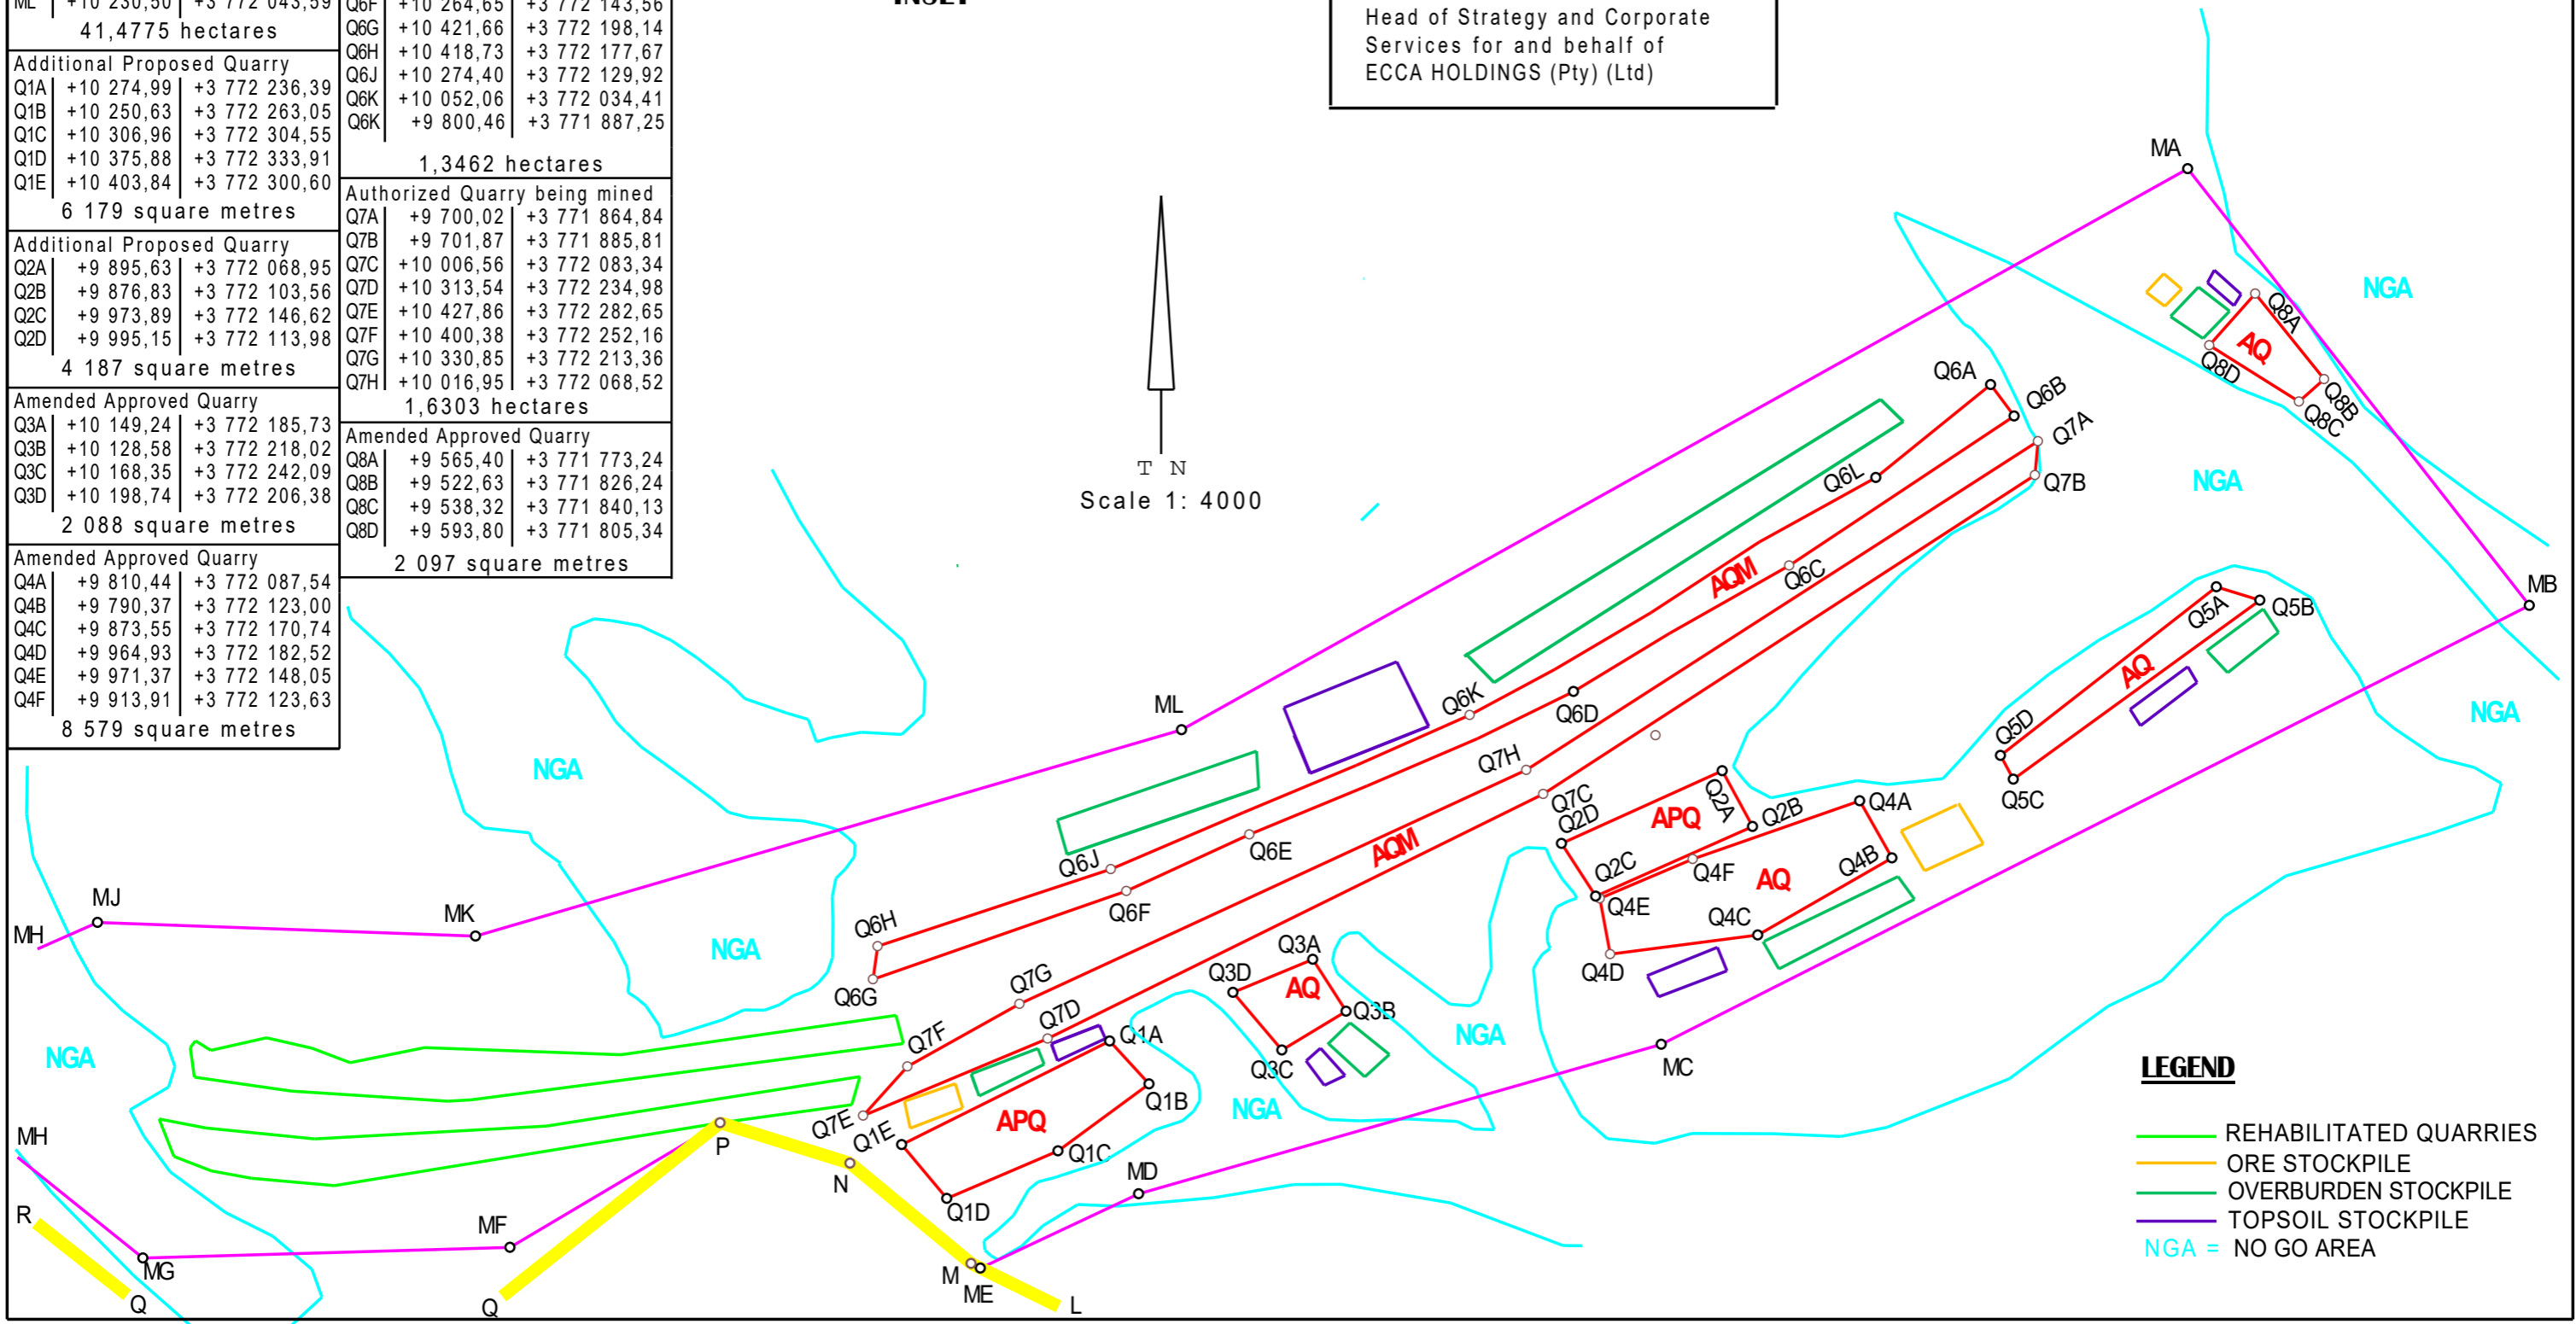 ML +10 230,50 +3 772 043,59
41,4775 hectares
Additional Proposed Quarry
Q1A +10 274,99 +3 772 236,39
Q1B +10 250,63 +3 772 263,05
Q1C +10 306,96 +3 772 304,55
Q1D +10 375,88 +3 772 333,91
Q1E +10 403,84 +3 772 300,60
6 179 square metres
Additional Proposed Quarry
Q2A +9 895,63 +3 772 068,95
Q2B +9 876,83 +3 772 103,56
Q2C +9 973,89 +3 772 146,62
Q2D +9 995,15 +3 772 113,98
4 187 square metres
Amended Approved Quarry
Q3A +10 149,24 +3 772 185,73
Q3B +10 128,58 +3 772 218,02
Q3C +10 168,35 +3 772 242,09
Q3D +10 198,74 +3 772 206,38
2 088 square metres
Amended Approved Quarry
Q4A +9 810,44 +3 772 087,54
Q4B +9 790,37 +3 772 123,00
Q4C +9 873,55 +3 772 170,74
Q4D +9 964,93 +3 772 182,52
Q4E +9 971,37 +3 772 148,05
Q4F +9 913,91 +3 772 123,63
8 579 square metres
Q6F +10 264,65 +3 772 143,56
Q6G +10 421,66 +3 772 198,14
Q6H +10 418,73 +3 772 177,67
Q6J +10 274,40 +3 772 129,92
Q6K +10 052,06 +3 772 034,41
Q6K +9 800,46 +3 771 887,25
1,3462 hectares
Authorized Quarry being mined
Q7A +9 700,02 +3 771 864,84
Q7B +9 701,87 +3 771 885,81
Q7C +10 006,56 +3 772 083,34
Q7D +10 313,54 +3 772 234,98
Q7E +10 427,86 +3 772 282,65
Q7F +10 400,38 +3 772 252,16
Q7G +10 330,85 +3 772 213,36
Q7H +10 016,95 +3 772 068,52
1,6303 hectares
Amended Approved Quarry
Q8A +9 565,40 +3 771 773,24
Q8B +9 522,63 +3 771 826,24
Q8C +9 538,32 +3 771 840,13
Q8D +9 593,80 +3 771 805,34
2 097 square metres
INSET
Head of Strategy and Corporate
Services for and behalf of
ECCA HOLDINGS (Pty) (Ltd)
T N
Scale 1: 4000
MA
NGA
Q8A
AQ
Q8D
Q8B
Q8C
Q6A
Q6B
Q7A
Q6L
Q7B
NGA
AQM
Q6C
MB
Q5A
Q5B
AQ
ML
Q6K
Q6D
NGA
Q5D
Q7H
NGA
Q5C
Q7C
Q2D
Q2A
APQ
Q2B
Q4A
AQM
Q6E
Q6J
Q2C
Q4F
Q4B
AQ
MJ
MK
Q6F
Q4E
Q4C
MH
Q6H
NGA
Q3A
Q4D
Q6G
Q3D
AQ
Q7G
Q3B
Q7D
Q1A
NGA
Q7F
NGA
Q3C
MC
Q1B
NGA
Q7E
APQ
MH
P
Q1E
Q1C
MD
N
R
Q1D
MF
MG
M
ME
Q
Q
L
LEGEND
REHABILITATED QUARRIES
ORE STOCKPILE
OVERBURDEN STOCKPILE
TOPSOIL STOCKPILE
NGA = NO GO AREA